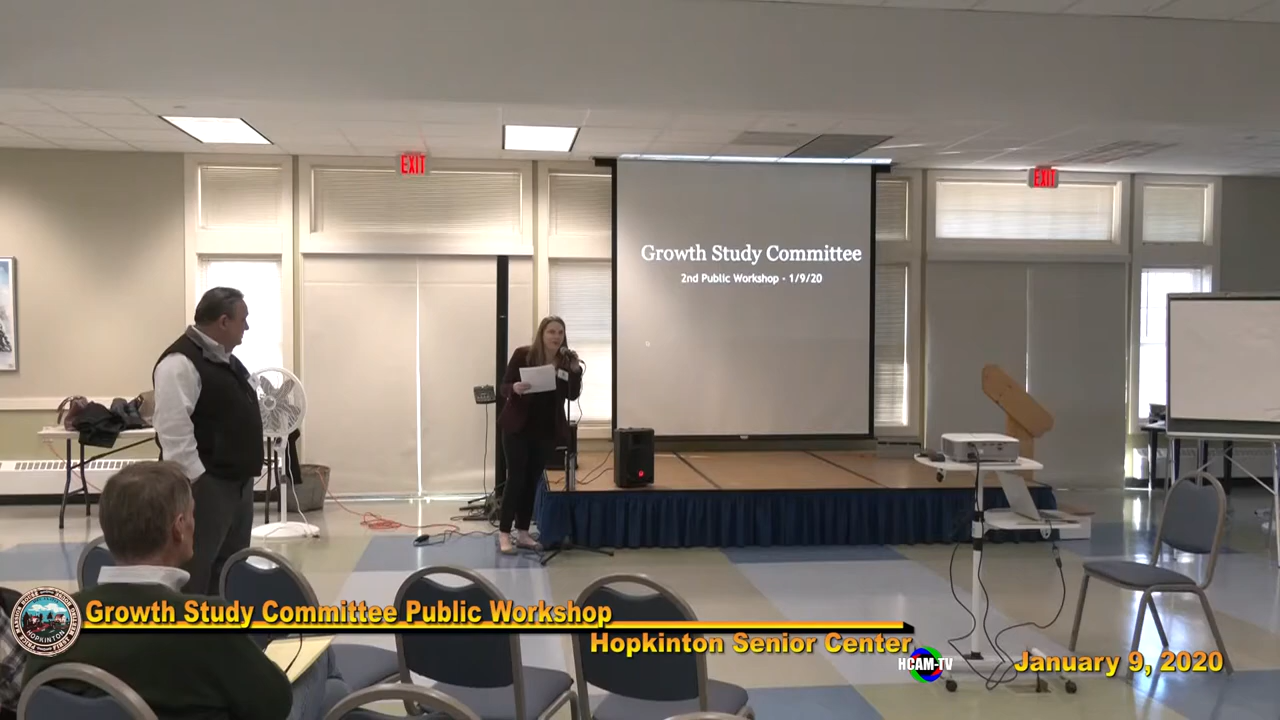 EXIT
EXIT
Growth Study Committee
2nd Public Workshop - 1/9/20
HOPKINTON
Growth Study Committee Public Workshop
Hopkinton Senior Center
HCAM-TV
January 9, 2020